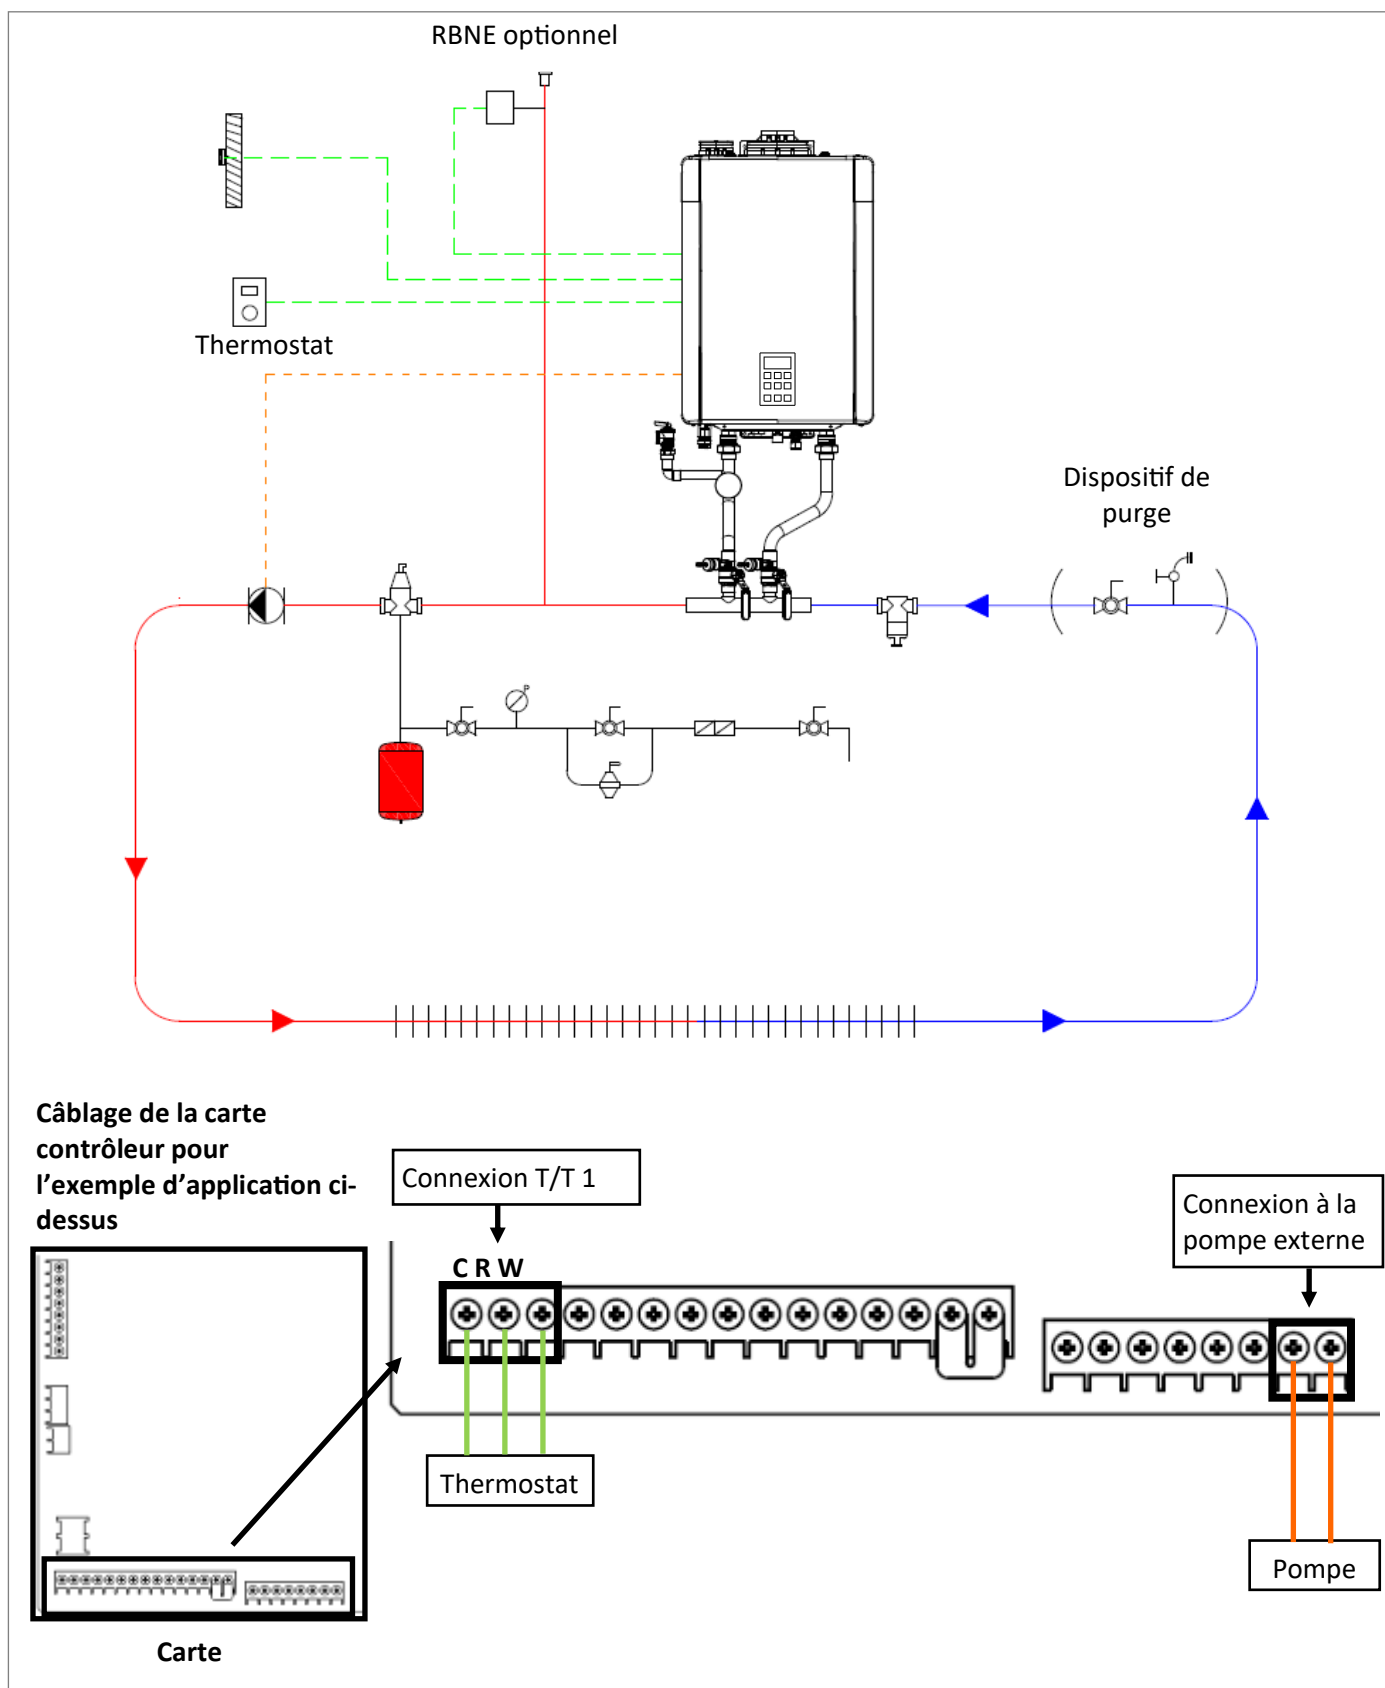 RBNE optionnel
Thermostat
Dispositif de
purge
Câblage de la carte
contrôleur pour
l’exemple d’application ci-
dessus
Connexion T/T 1
C R W
Connexion à la
pompe externe
Thermostat
Pompe
Carte